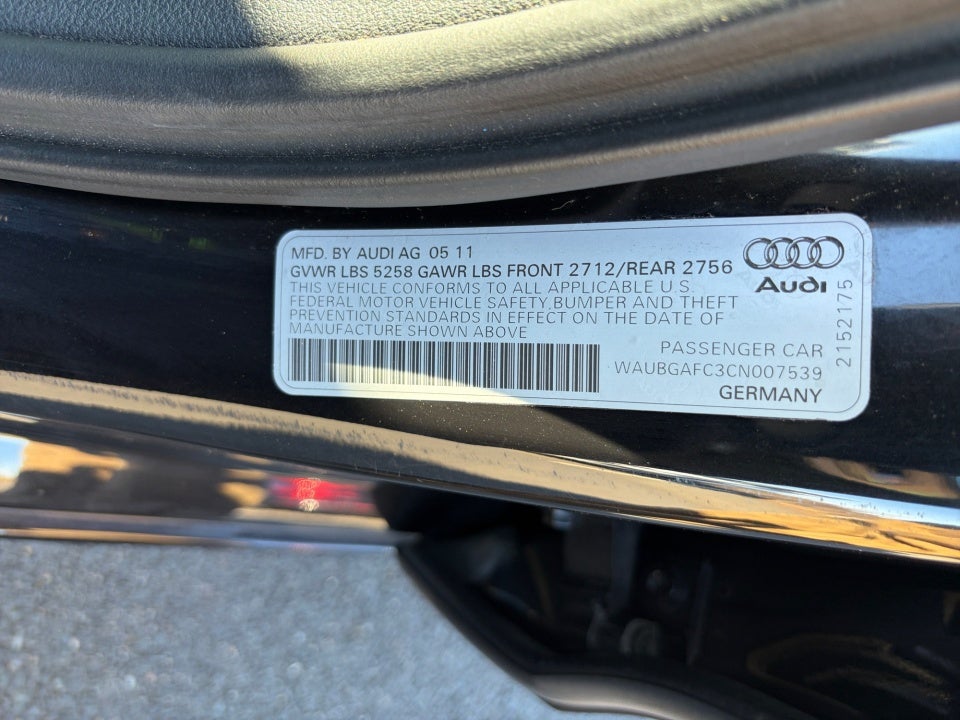 MFD. BY AUDI AG 05 11
GVWR LBS 5258 GAWR LBS FRONT 2712/REAR 2756
THIS VEHICLE CONFORMS TO ALL APPLICABLE U.S.
FEDERAL MOTOR VEHICLE SAFETY,BUMPER AND THEFT
PREVENTION STANDARDS IN EFFECT ON THE DATE OF
MANUFACTURE SHOWN ABOVE
Audi
PASSENGER CAR
WAUBGAFC3CN007539
GERMANY
2152175